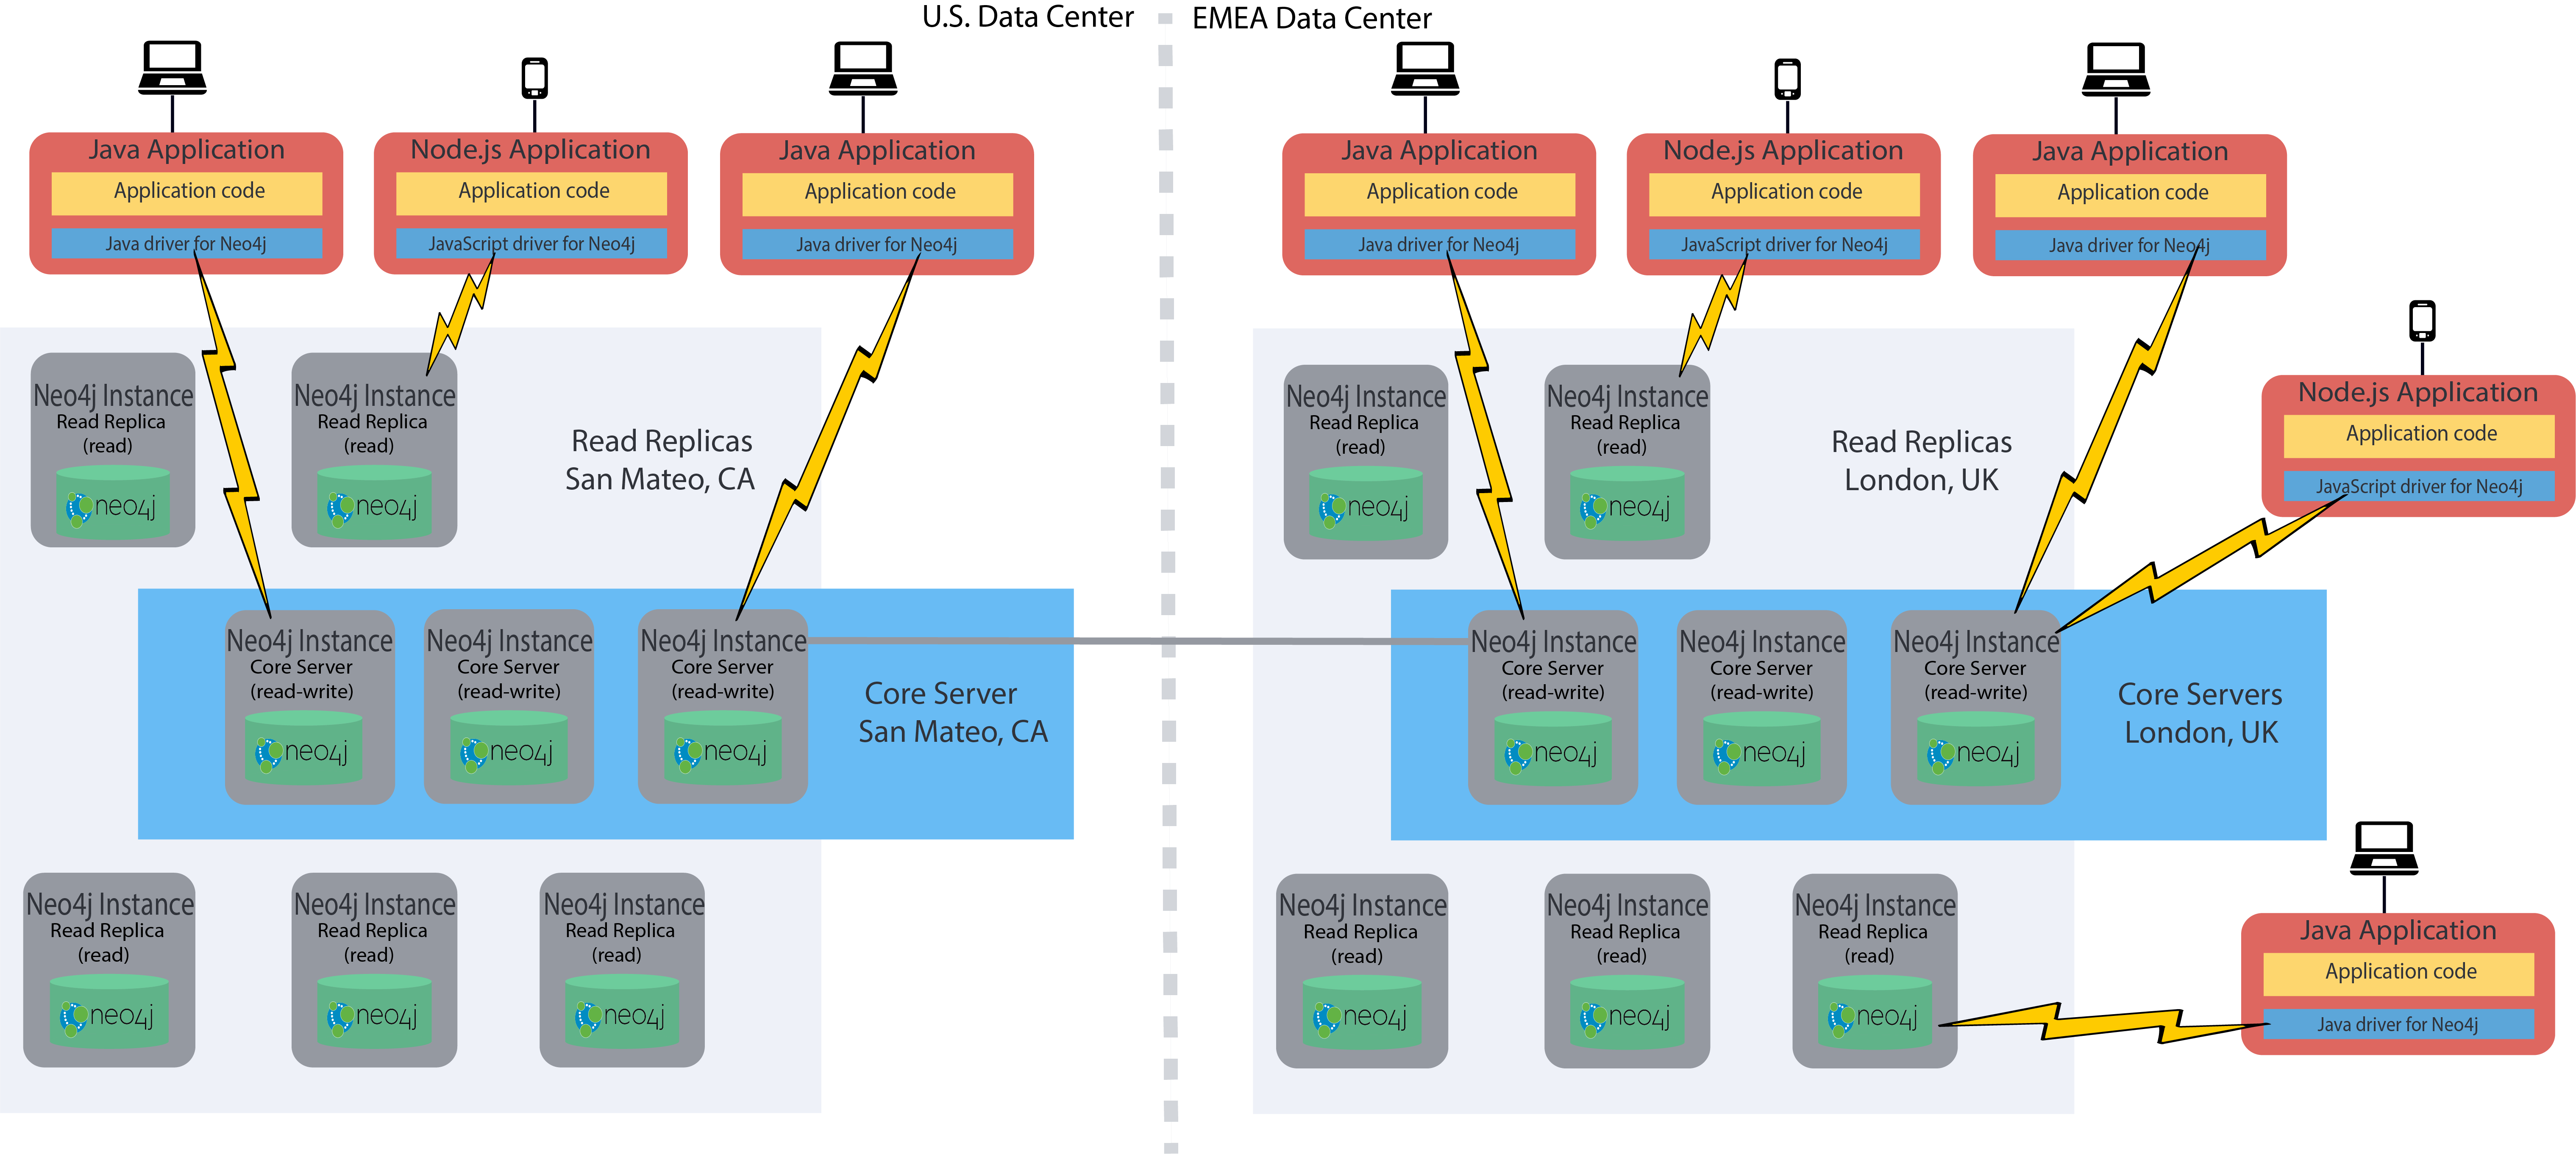 U.S. Data Center
EMEA Data Center
Java Application
Application code
Java driver for Neo4j
Node.js Application
Application code
JavaScript driver for Neo4j
Java Application
Application code
Java driver for Neo4j
Java Application
Application code
Java driver for Neo4j
Node.js Application
Application code
JavaScript driver for Neo4j
Java Application
Application code
Java driver for Neo4j
Neo4j Instance
Read Replica
(read)
neo4j
Neo4j Instance
Read Replica
(read)
neo4j
Read Replicas
San Mateo, CA
Neo4j Instance
Read Replica
(read)
neo4j
Neo4j Instance
Read Replica
(read)
neo4j
Read Replicas
London, UK
Node.js Application
Application code
JavaScript driver for Neo4j
Neo4j Instance
Core Server
(read-write)
neo4j
Neo4j Instance
Core Server
(read-write)
neo4j
Neo4j Instance
Core Server
(read-write)
neo4j
Core Server
San Mateo, CA
Neo4j Instance
Core Server
(read-write)
neo4j
Neo4j Instance
Core Server
(read-write)
neo4j
Neo4j Instance
Core Server
(read-write)
neo4j
Core Servers
London, UK
Neo4j Instance
Read Replica
(read)
neo4j
Neo4j Instance
Read Replica
(read)
neo4j
Neo4j Instance
Read Replica
(read)
neo4j
Neo4j Instance
Read Replica
(read)
neo4j
Neo4j Instance
Read Replica
(read)
neo4j
Neo4j Instance
Read Replica
(read)
neo4j
Java Application
Application code
Java driver for Neo4j